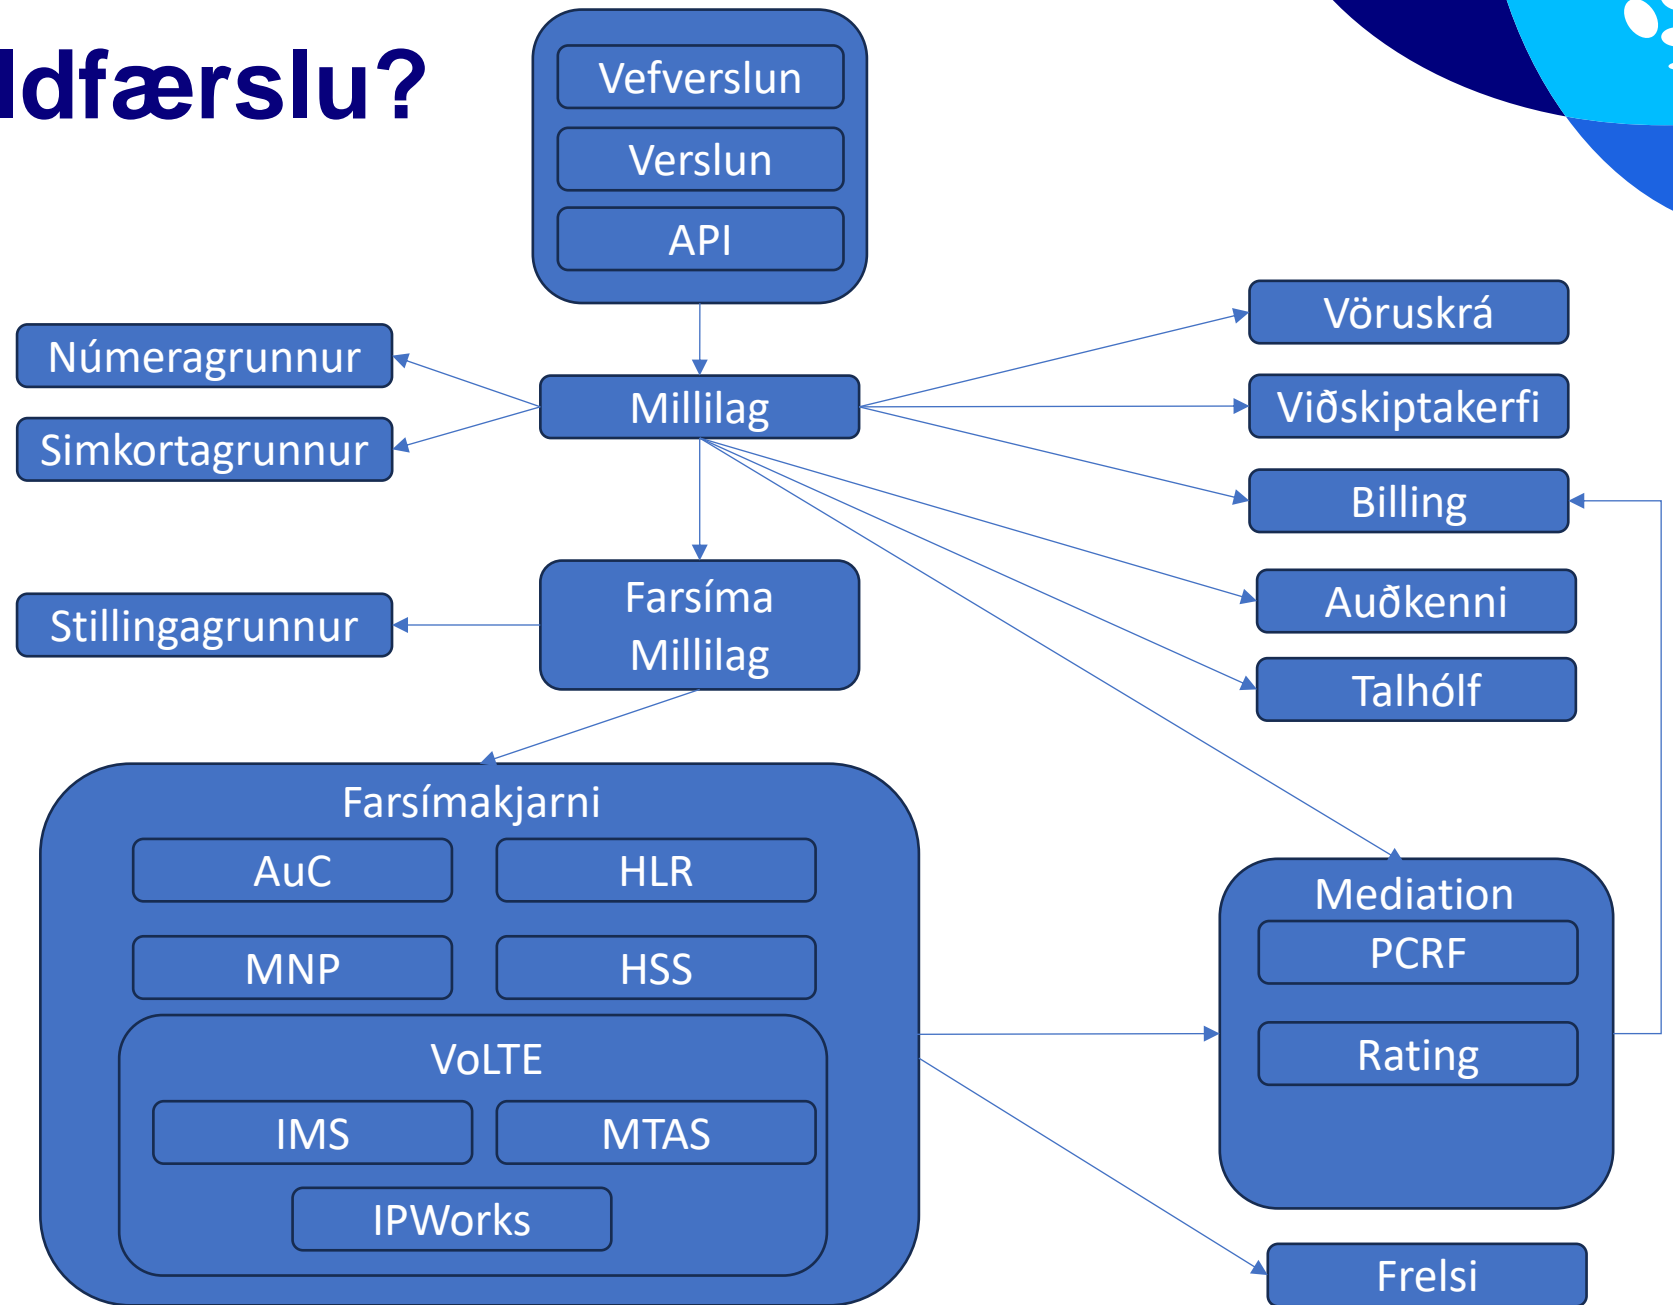 ldfærslu?
Vefverslun
Verslun
API
Númeragrunnur
Simkortagrunnur
Millilag
Vöruskrá
Viðskiptakerfi
Billing
Auðkenni
Talhólf
Stillingagrunnur
Farsíma
Millilag
Farsímakjarni
AuC
HLR
MNP
HSS
VoLTE
IMS
MTAS
IPWorks
Mediation
PCRF
Rating
Frelsi